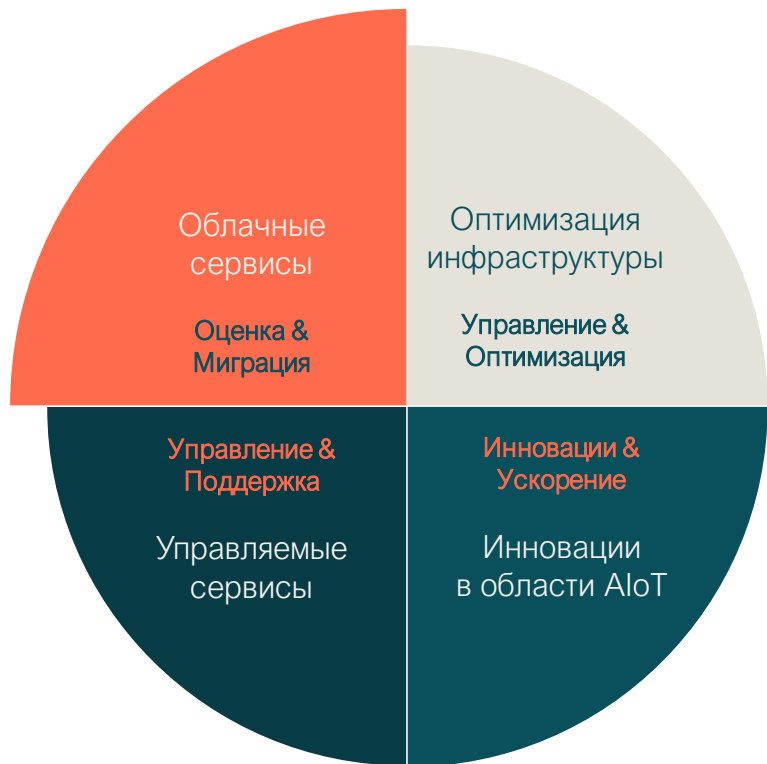 Облачные
сервисы
Оценка &
Миграция
Оптимизация
инфраструктуры
Управление &
Оптимизация
Управление &
Поддержка
Управляемые
сервисы
Инновации &
Ускорение
Инновации
в области AIoT